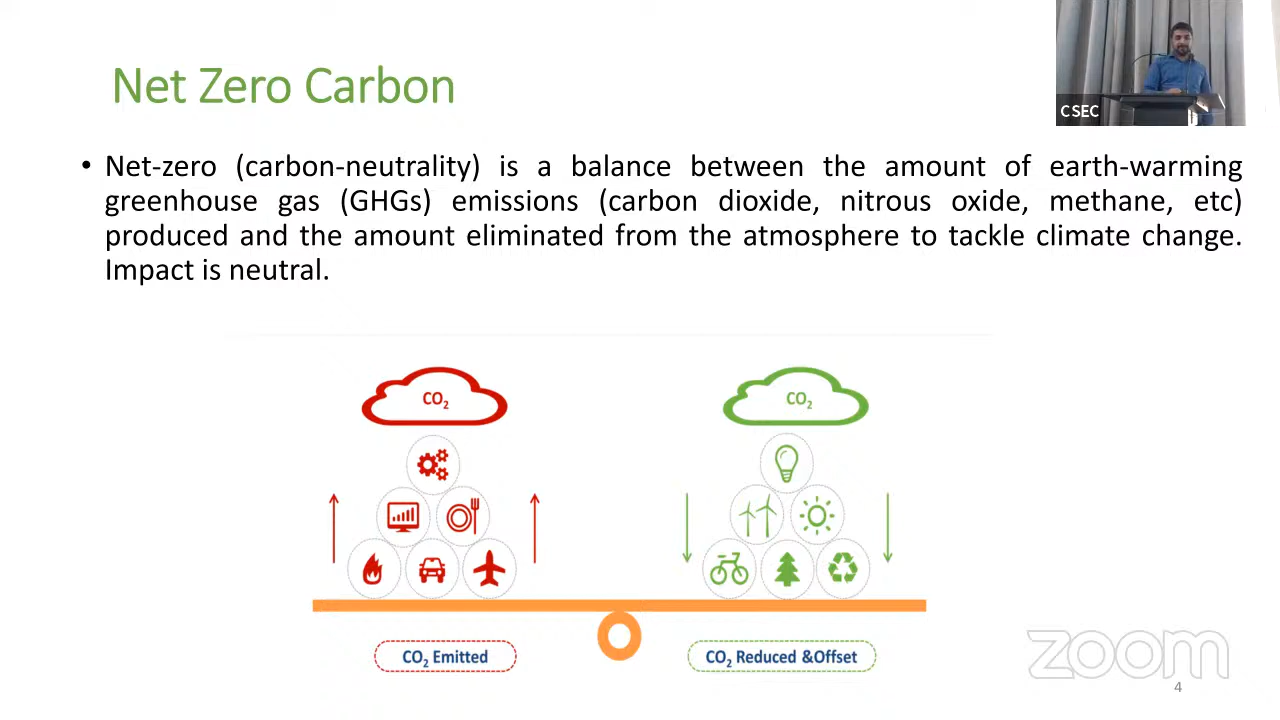 Net Zero Carbon
CSEC
• Net-zero (carbon-neutrality) is a balance between the amount of earth-warming
greenhouse gas (GHGs) emissions (carbon dioxide, nitrous oxide, methane, etc)
produced and the amount eliminated from the atmosphere to tackle climate change.
Impact is neutral.
CO₂
CO₂
CO₂ Emitted
CO₂ Reduced &Offset
zoom
4